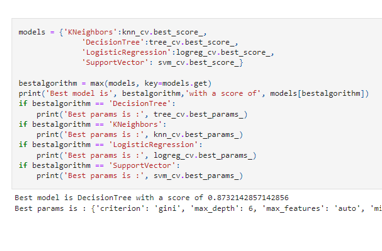 models = {'KNeighbors':knn_cv.best_score_,
'DecisionTree':tree_cv.best_score_,
'LogisticRegression':logreg_cv.best_score_,
'SupportVector': svm_cv.best_score_}
bestalgorithm = max(models, key=models.get)
print('Best model is', bestalgorithm,'with a score of', models[bestalgorithm])
if bestalgorithm == 'DecisionTree':
print('Best params is :', tree_cv.best_params_)
if bestalgorithm == 'KNeighbors':
print('Best params is :', knn_cv.best_params_)
if bestalgorithm == 'LogisticRegression':
print('Best params is :', logreg_cv.best_params_)
if bestalgorithm == 'SupportVector':
print('Best params is :', svm_cv.best_params_)
Best model is DecisionTree with a score of 0.8732142857142856
Best params is : {'criterion': 'gini', 'max_depth': 6, 'max_features': 'auto', 'mi